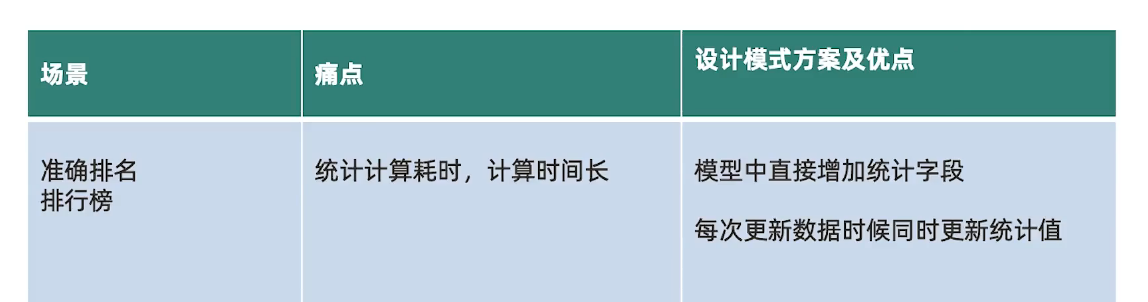 场景
痛点
设计模式方案及优点
准确排名
排行榜
统计计算耗时，计算时间长
模型中直接增加统计字段
每次更新数据时候同时更新统计值